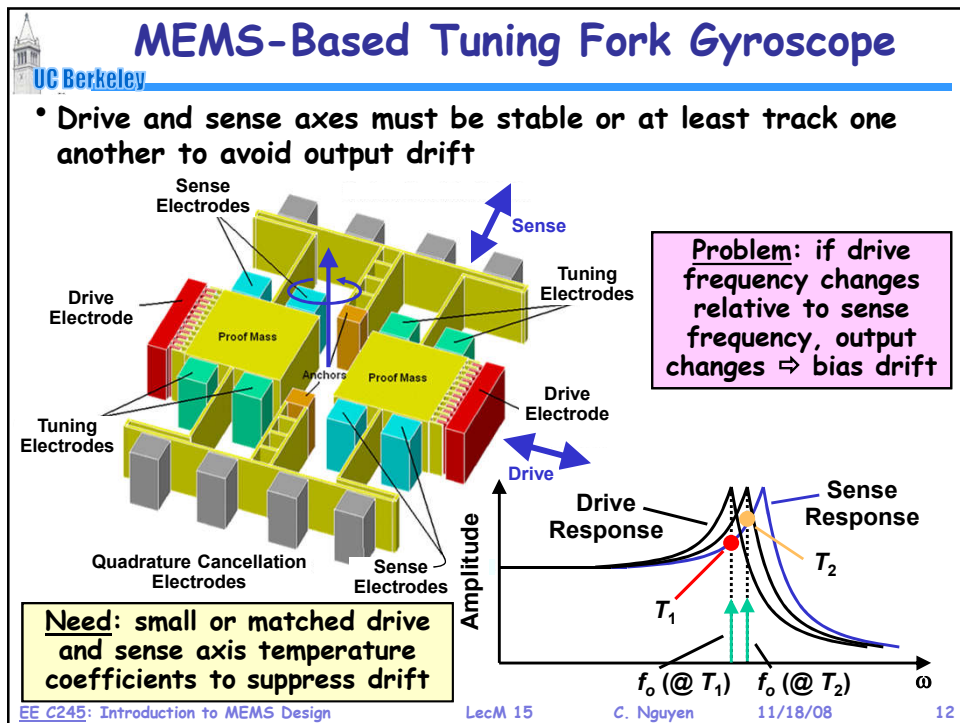 MEMS-Based Tuning Fork Gyroscope
UC Berkeley
• Drive and sense axes must be stable or at least track one
another to avoid output drift
Sense
Electrodes
Sense
Tuning
Electrodes
Drive
Electrode
Proof Mass
Anchors
Proof Mass
Drive
Electrode
Tuning
Electrodes
Drive
Quadrature Cancellation
Electrodes
Sense
Electrodes
Problem: if drive
frequency changes
relative to sense
frequency, output
changes ⇨ bias drift
Need: small or matched drive
and sense axis temperature
coefficients to suppress drift
Amplitude
Drive
Response
Sense
Response
T1
T2
fo (@ T1)
fo (@ T2)
ω
EE C245: Introduction to MEMS Design
LecM 15
C. Nguyen
11/18/08
12